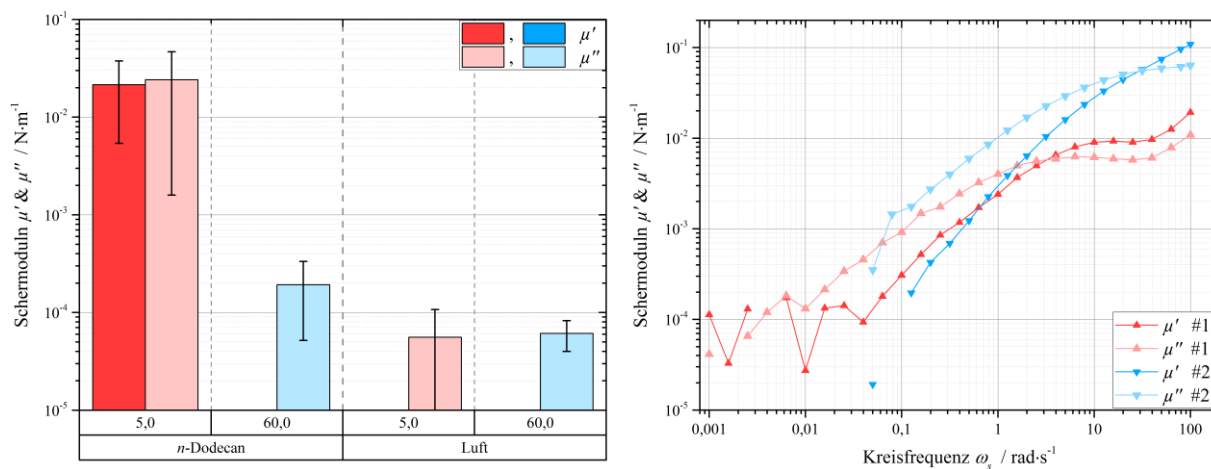 Schermoduln μ' & μ'' / N·m⁻¹
10⁻¹
10⁻²
10⁻³
10⁻⁴
10⁻⁵
, μ'
, μ''
5,0 60,0 5,0 60,0
n-Dodecan Luft
Schermoduln μ' & μ'' / N·m⁻¹
10⁻¹
10⁻²
10⁻³
10⁻⁴
10⁻⁵
μ' #1
μ'' #1
μ' #2
μ'' #2
0,001 0,01 0,1 1 10 100
Kreisfrequenz ωₛ / rad·s⁻¹